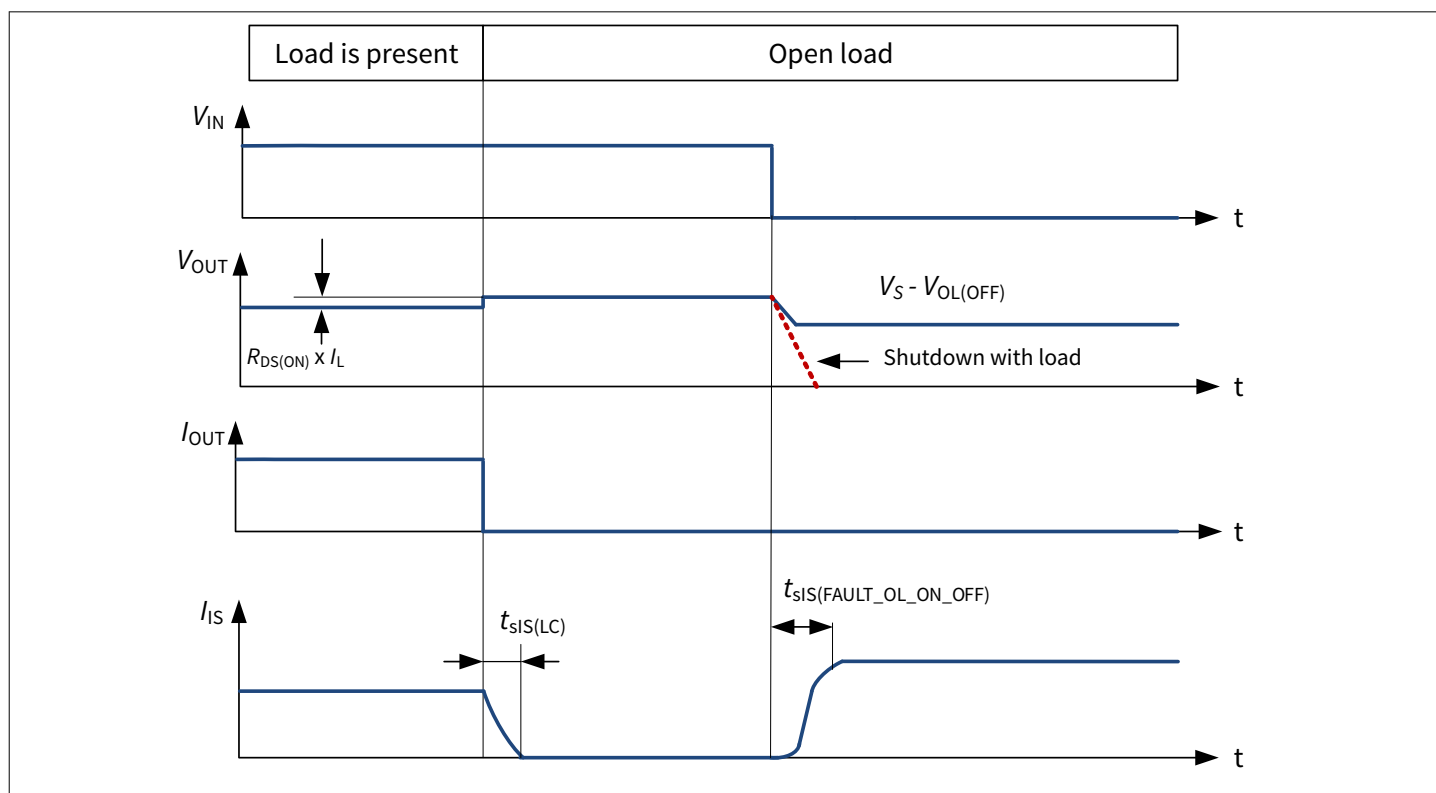 Load is present
Open load
VIN
t
VOUT
VS - VOL(OFF)
RDS(ON) x IL
Shutdown with load
t
IOUT
t
IIS
tsIS(LC)
tsIS(FAULT_OL_ON_OFF)
t